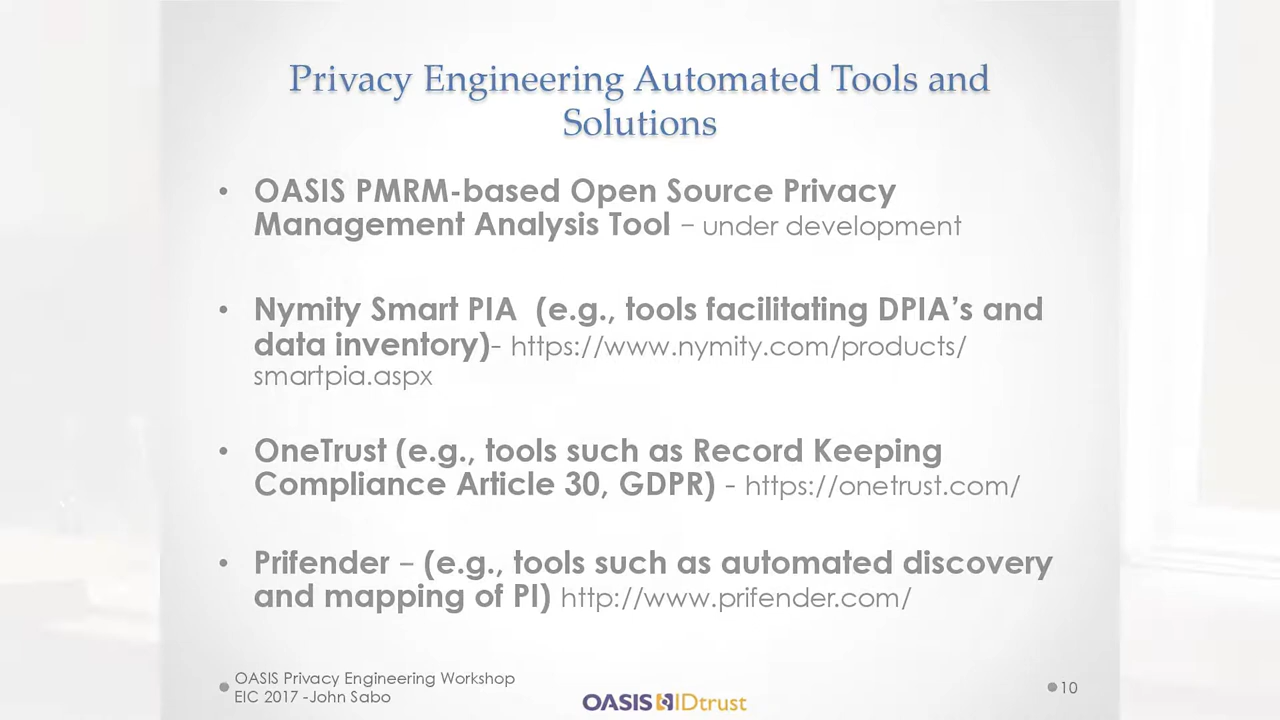 Privacy Engineering Automated Tools and
Solutions
• OASIS PMRM-based Open Source Privacy
Management Analysis Tool – under development
• Nymity Smart PIA (e.g., tools facilitating DPIA’s and
data inventory)- https://www.nymity.com/products/
smartpia.aspx
• OneTrust (e.g., tools such as Record Keeping
Compliance Article 30, GDPR) - https://onetrust.com/
• Prifender – (e.g., tools such as automated discovery
and mapping of PI) http://www.prifender.com/
OASIS Privacy Engineering Workshop
EIC 2017 -John Sabo
OASIS IDtrust
10